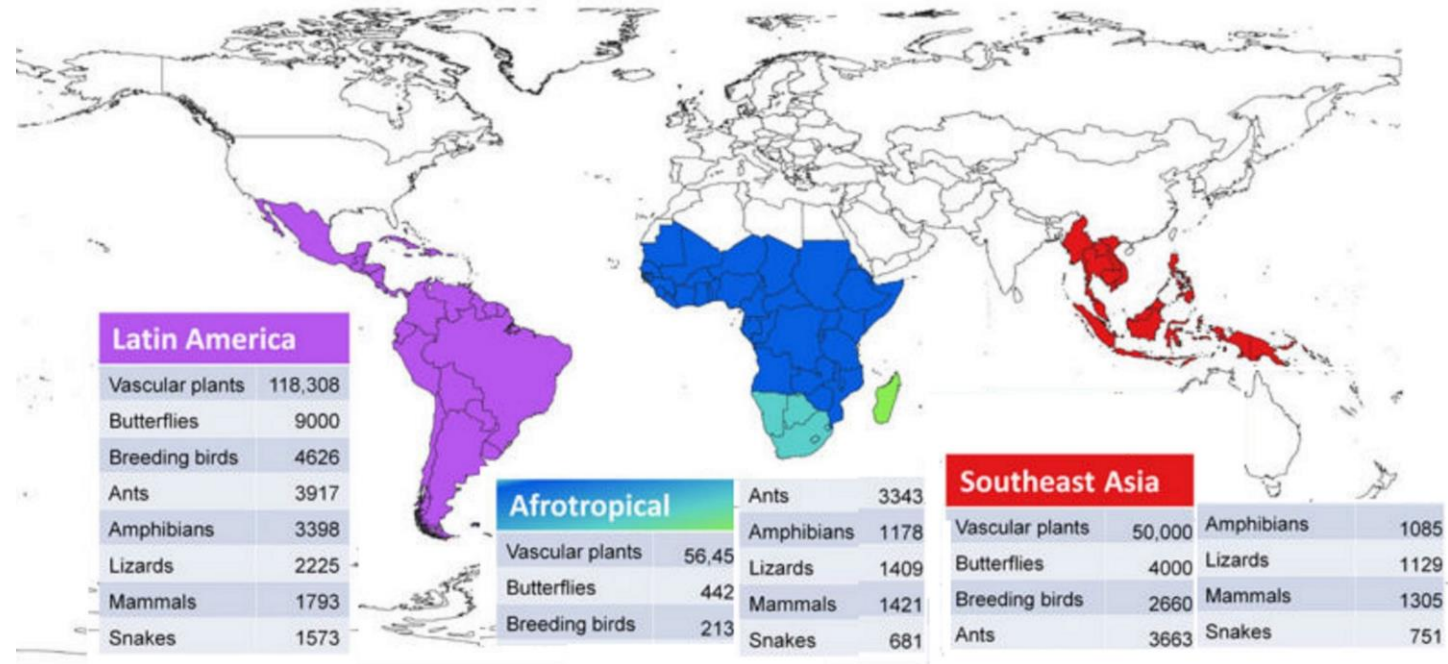 Latin America
Vascular plants 118,308
Butterflies 9000
Breeding birds 4626
Ants 3917
Amphibians 3398
Lizards 2225
Mammals 1793
Snakes 1573
Afrotropical
Vascular plants 56,45
Butterflies 442
Breeding birds 213
Ants 3343
Amphibians 1178
Lizards 1409
Mammals 1421
Snakes 681
Southeast Asia
Vascular plants 50,000
Butterflies 4000
Breeding birds 2660
Ants 3663
Amphibians 1085
Lizards 1129
Mammals 1305
Snakes 751